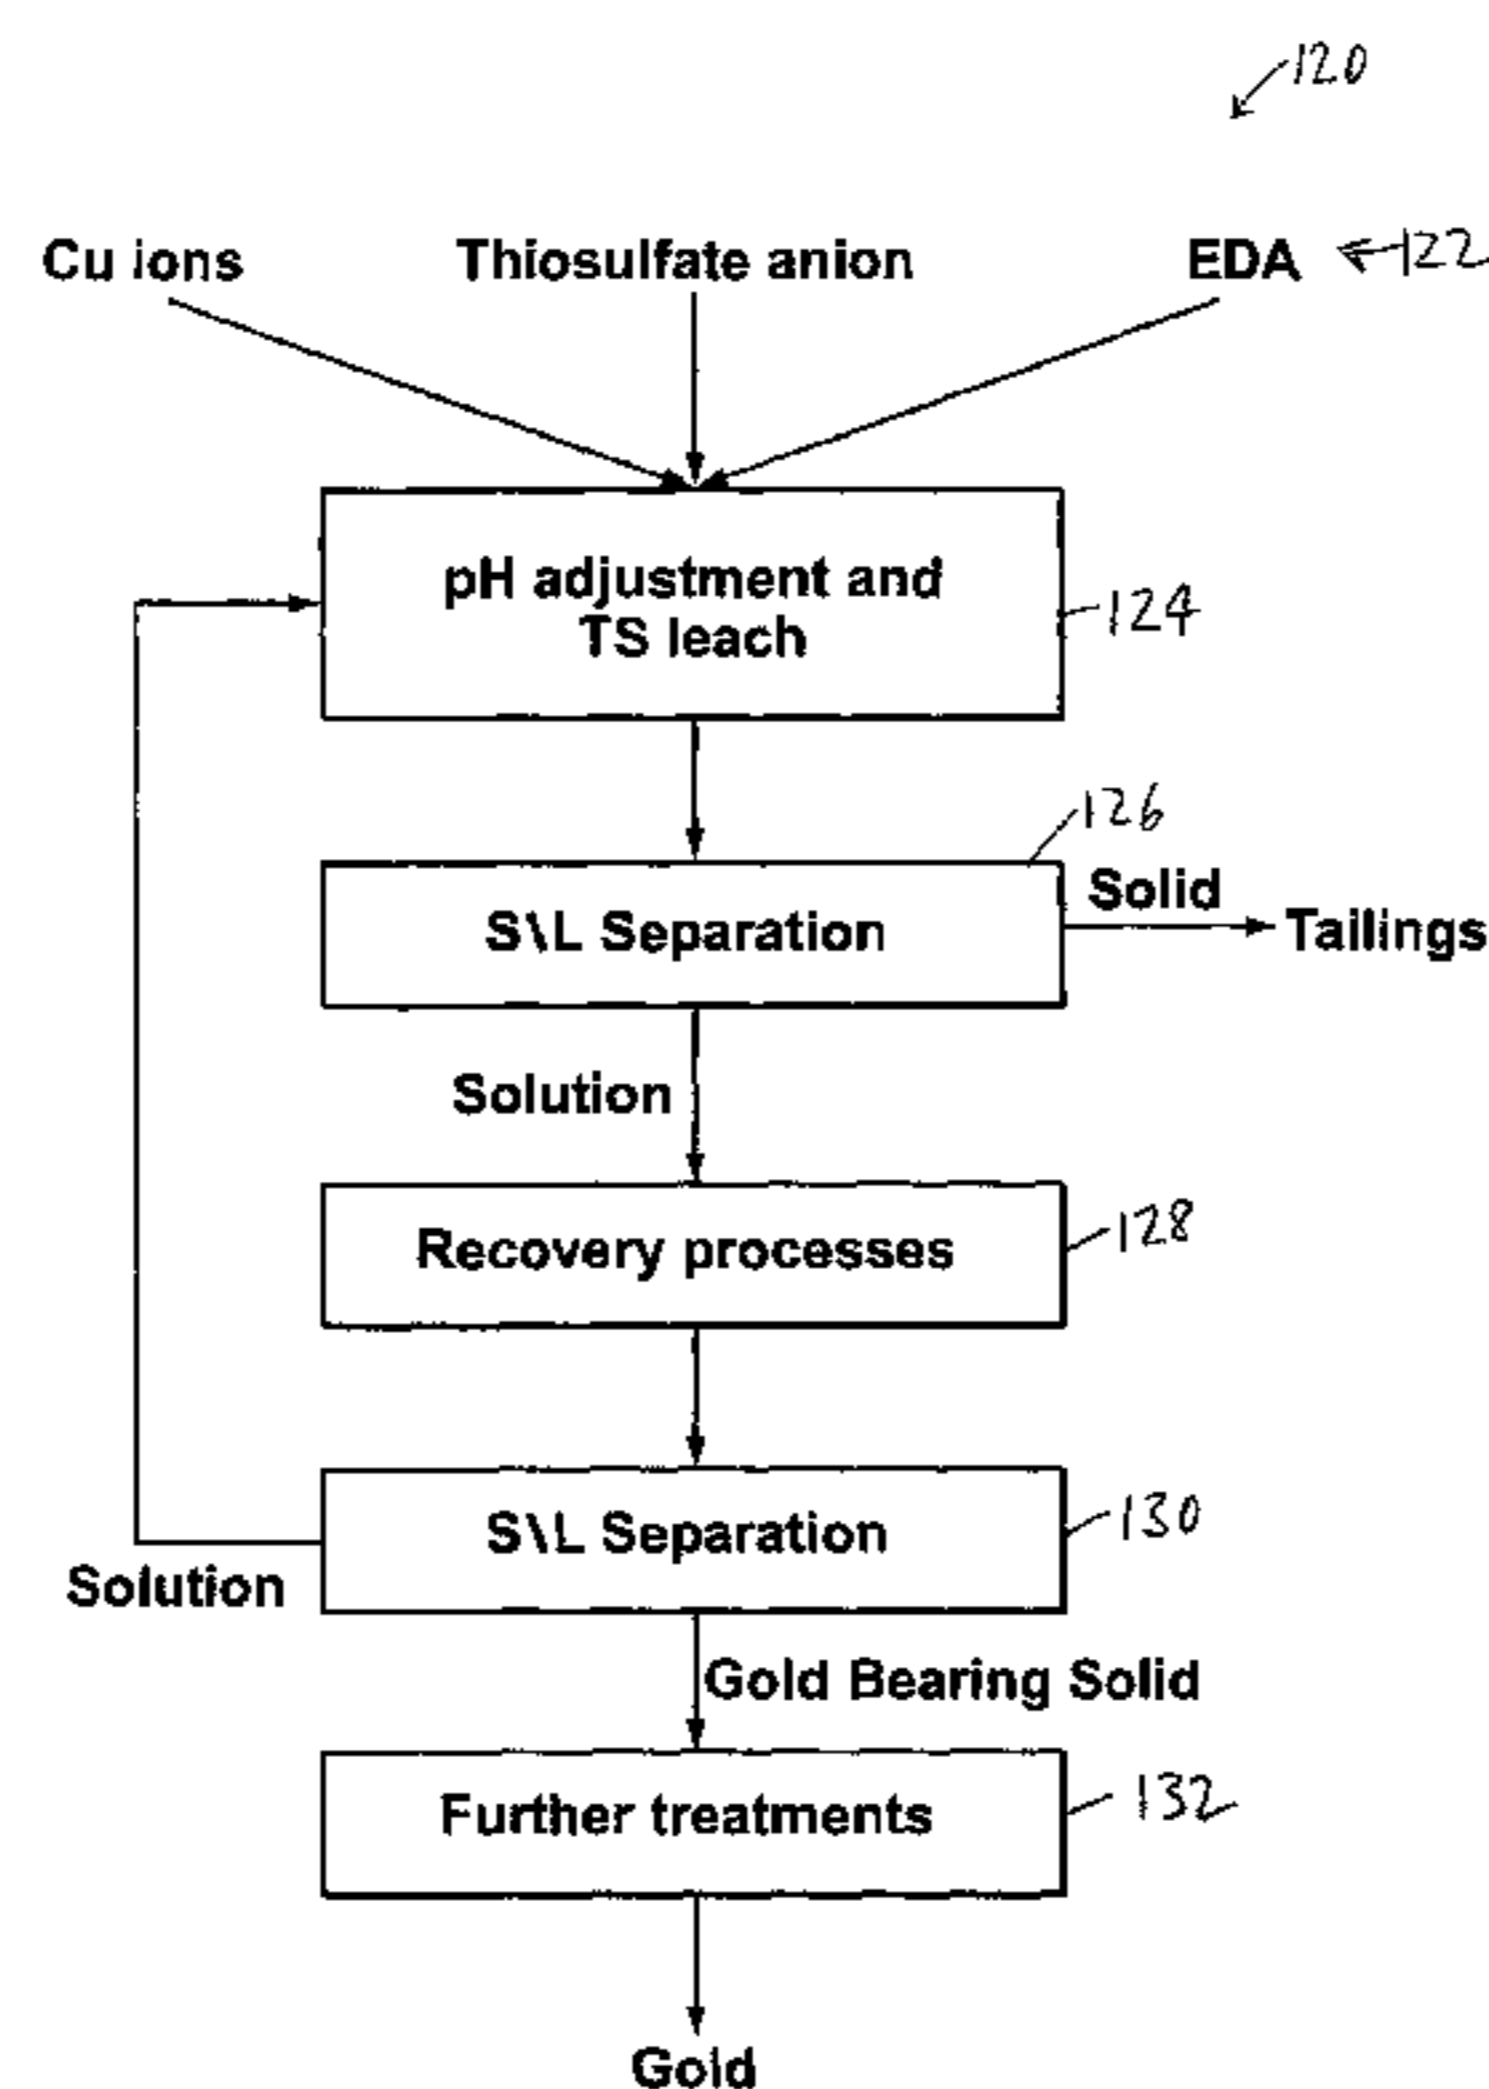 120
Cu ions
Thiosulfate anion
EDA
122
pH adjustment and
TS leach
124
126
S\L Separation
Solid
Tailings
Solution
Recovery processes
128
S\L Separation
130
Solution
Gold Bearing Solid
Further treatments
132
Gold